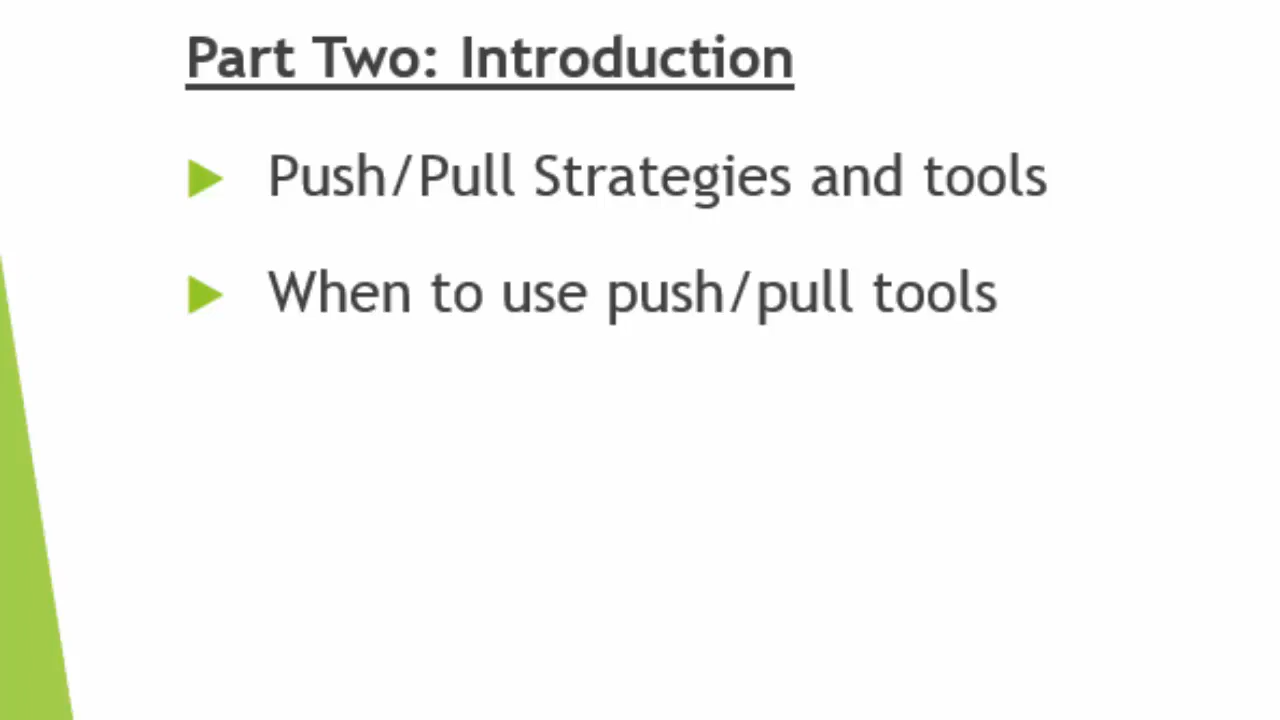 Part Two: Introduction
Push/Pull Strategies and tools
When to use push/pull tools